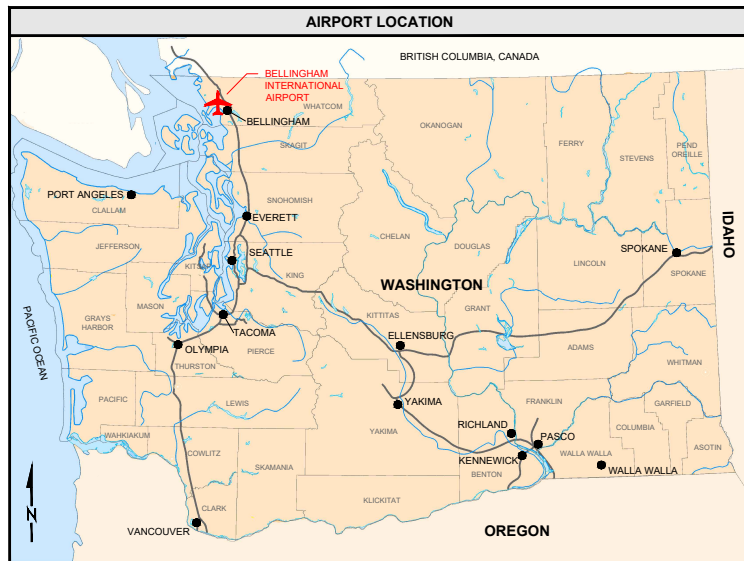 AIRPORT LOCATION
BRITISH COLUMBIA, CANADA
BELLINGHAM
INTERNATIONAL
AIRPORT
WHATCOM
BELLINGHAM
OKANOGAN
FERRY
PEND
OREILLE
STEVENS
SKAGIT
PORT ANGELES
CLALLAM
SNOHOMISH
EVERETT
IDAHO
JEFFERSON
CHELAN
DOUGLAS
SPOKANE
SEATTLE
KITSAP
KING
LINCOLN
SPOKANE
WASHINGTON
PACIFIC OCEAN
MASON
GRAYS
HARBOR
KITTITAS
GRANT
TACOMA
ELLENSBURG
OLYMPIA
PIERCE
ADAMS
THURSTON
WHITMAN
PACIFIC
LEWIS
YAKIMA
FRANKLIN
GARFIELD
RICHLAND
COLUMBIA
WAHKIAKUM
YAKIMA
PASCO
ASOTIN
COWLITZ
KENNEWICK
WALLA WALLA
SKAMANIA
BENTON
WALLA WALLA
KLICKITAT
CLARK
N
VANCOUVER
OREGON